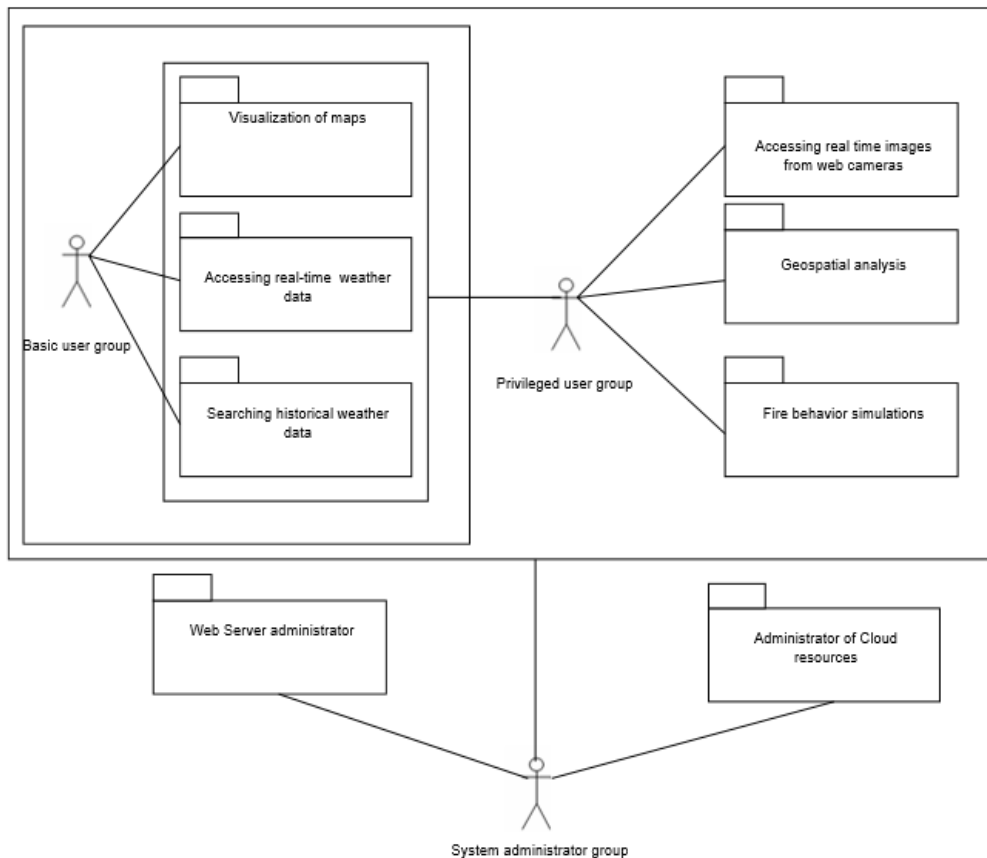 Visualization of maps
Accessing real-time weather
data
Searching historical weather
data
Basic user group
Privileged user group
Accessing real time images
from web cameras
Geospatial analysis
Fire behavior simulations
Web Server administrator
Administrator of Cloud
resources
System administrator group